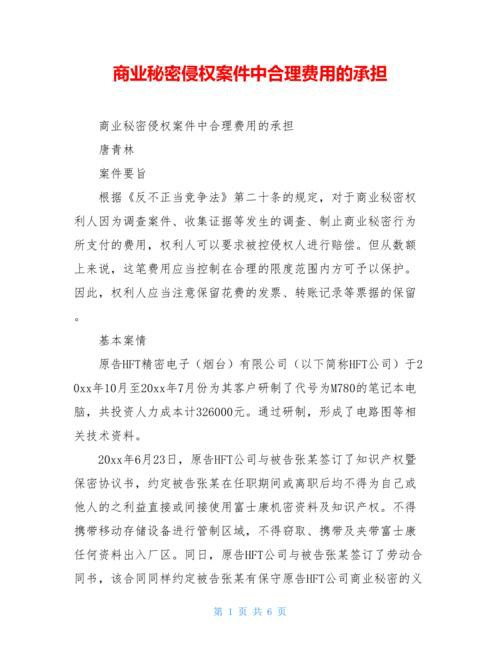 商业秘密侵权案件中合理费用的承担
商业秘密侵权案件中合理费用的承担
唐青林
案件要旨
根据《反不正当竞争法》第二十条的规定，对于商业秘密权
利人因为调查案件、收集证据等发生的调查、制止商业秘密行为
所支付的费用，权利人可以要求被控侵权人进行赔偿。但从数额
上来说，这笔费用应当控制在合理的限度范围内方可予以保护。
因此，权利人应当注意保留花费的发票、转账记录等票据的保留
。
基本案情
原告HFT精密电子（烟台）有限公司（以下简称HFT公司）于2
0xx年10月至20xx年7月份为其客户研制了代号为M780的笔记本电
脑，共投资人力成本计326000元。通过研制，形成了电路图等相
关技术资料。
20xx年6月23日，原告HFT公司与被告张某签订了知识产权暨
保密协议书，约定被告张某在任职期间或离职后均不得为自己或
他人的之利益直接或间接使用富士康机密资料及知识产权。不得
携带移动存储设备进行管制区域，不得窃取、携带及夹带富士康
任何资料出入厂区。同日，原告HFT公司与被告张某签订了劳动合
同书，该合同同样约定被告张某有保守原告HFT公司商业秘密的义
第 1 页 共 6 页